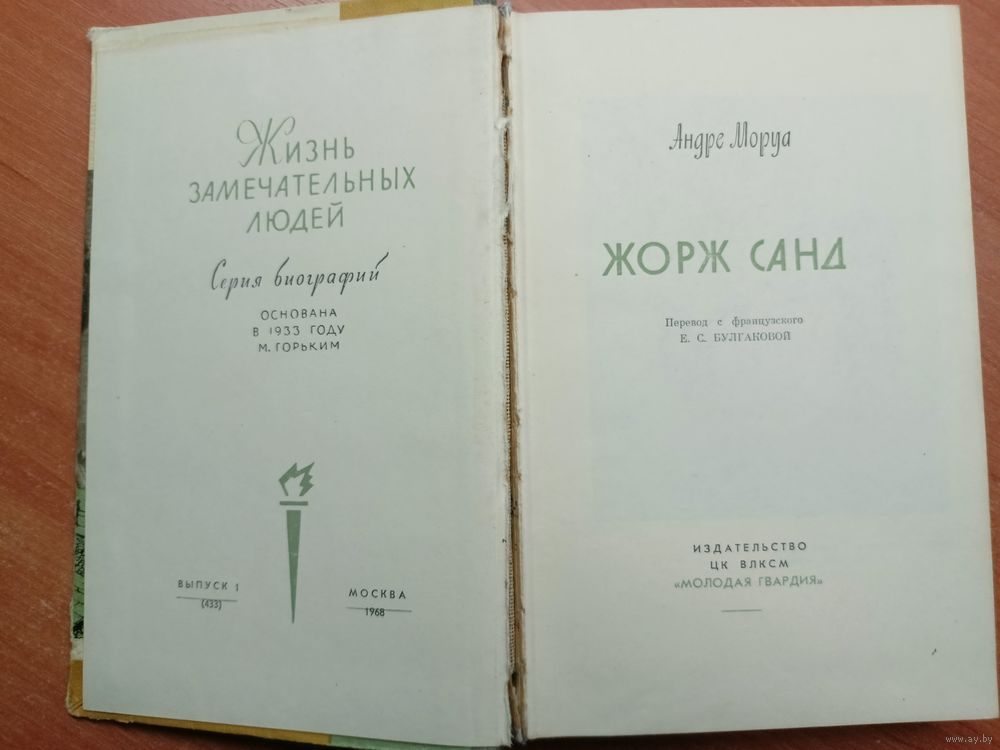 Жизнь
ЗАМЕЧАТЕЛЬНЫХ
ЛЮДЕЙ
Серия биографий
ОСНОВАНА
В 1933 ГОДУ
М. ГОРЬКИМ
ВЫПУСК 1
(433)
МОСКВА
1968
Андре Моруа
ЖОРЖ САНД
Перевод с французского
Е. С. БУЛГАКОВОЙ
ИЗДАТЕЛЬСТВО
ЦК ВЛКСМ
«МОЛОДАЯ ГВАРДИЯ»
www.ay.by